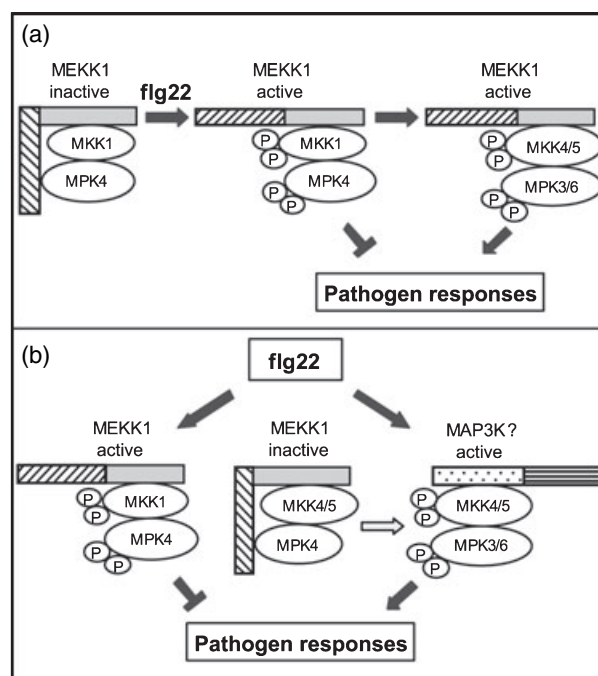 (a)
MEKK1 inactive
flg22
MEKK1 active
MEKK1 active
MKK1
MPK4
P
P
MKK1
P
P
MPK4
P
P
MKK4/5
P
P
MPK3/6
Pathogen responses
(b)
flg22
MEKK1 active
MEKK1 inactive
MAP3K? active
P
P
MKK1
P
P
MPK4
MKK4/5
MPK4
P
P
MKK4/5
P
P
MPK3/6
Pathogen responses